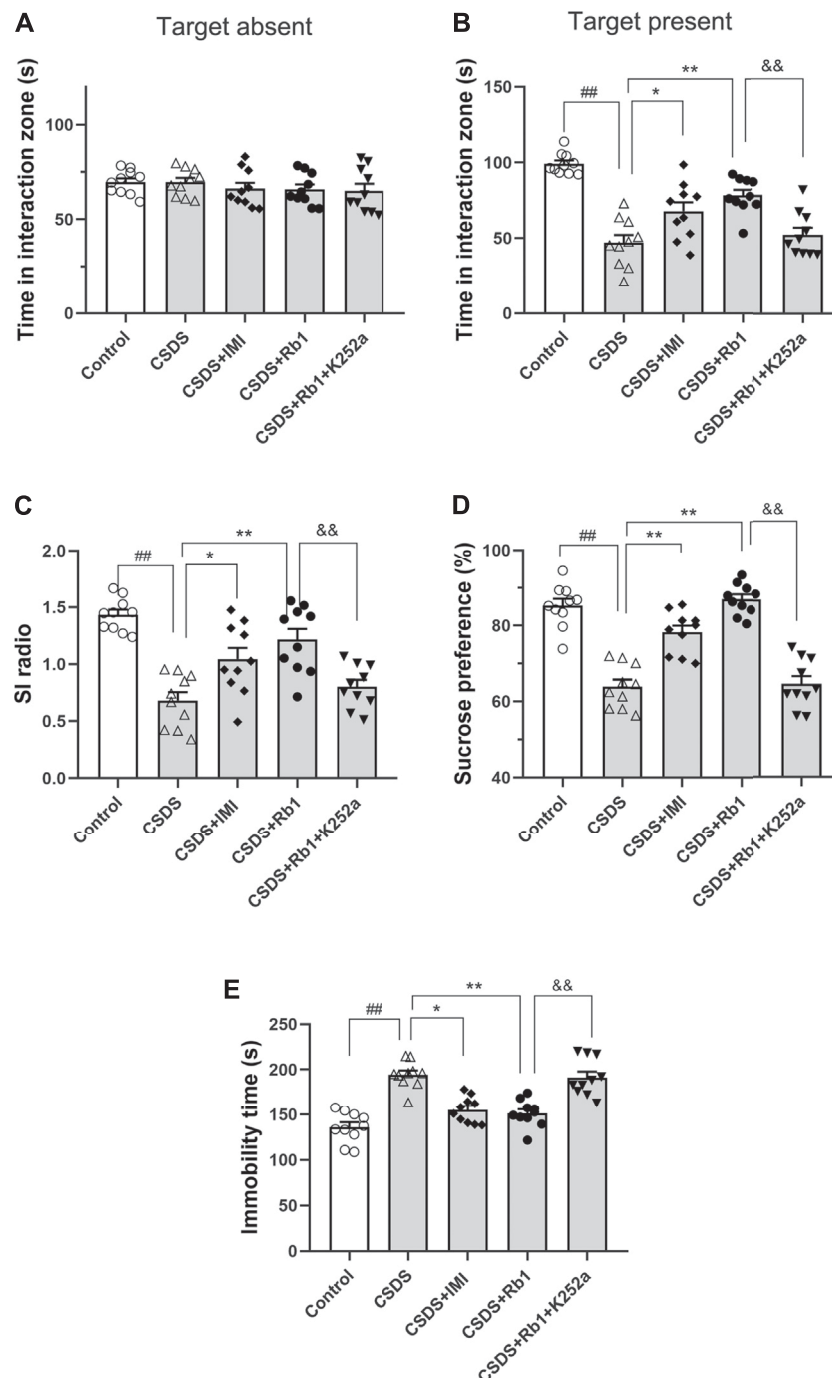 A
Target absent
Time in interaction zone (s)
100
50
0
Control
CSDS
CSDS+IMI
CSDS+Rb1
CSDS+Rb1+K252a
B
Target present
Time in interaction zone (s)
150
100
50
0
##
*
**
&&
Control
CSDS
CSDS+IMI
CSDS+Rb1
CSDS+Rb1+K252a
C
SI radio
2.0
1.5
1.0
0.5
0.0
##
*
**
&&
Control
CSDS
CSDS+IMI
CSDS+Rb1
CSDS+Rb1+K252a
D
Sucrose preference (%)
100
80
60
40
##
**
**
&&
Control
CSDS
CSDS+IMI
CSDS+Rb1
CSDS+Rb1+K252a
E
Immobility time (s)
250
200
150
100
50
0
##
*
**
&&
Control
CSDS
CSDS+IMI
CSDS+Rb1
CSDS+Rb1+K252a